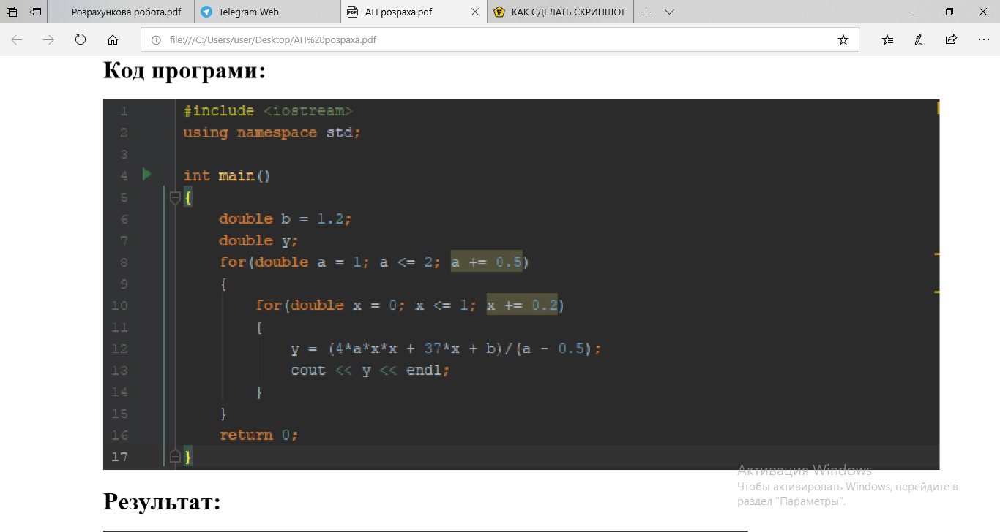 Розрахункова робота.pdf
Telegram Web
АП розраха.pdf
КАК СДЕЛАТЬ СКРИНШОТ
file:///C:/Users/user/Desktop/АП%20розраха.pdf
Код програми:
1 #include <iostream>
2 using namespace std;
3
4 int main()
5 {
6 double b = 1.2;
7 double y;
8 for(double a = 1; a <= 2; a += 0.5)
9 {
10 for(double x = 0; x <= 1; x += 0.2)
11 {
12 y = (4*a*x*x + 37*x + b)/(a - 0.5);
13 cout << y << endl;
14 }
15 }
16 return 0;
17 }
Активация Windows
Чтобы активировать Windows, перейдите в
раздел "Параметры".
Результат: